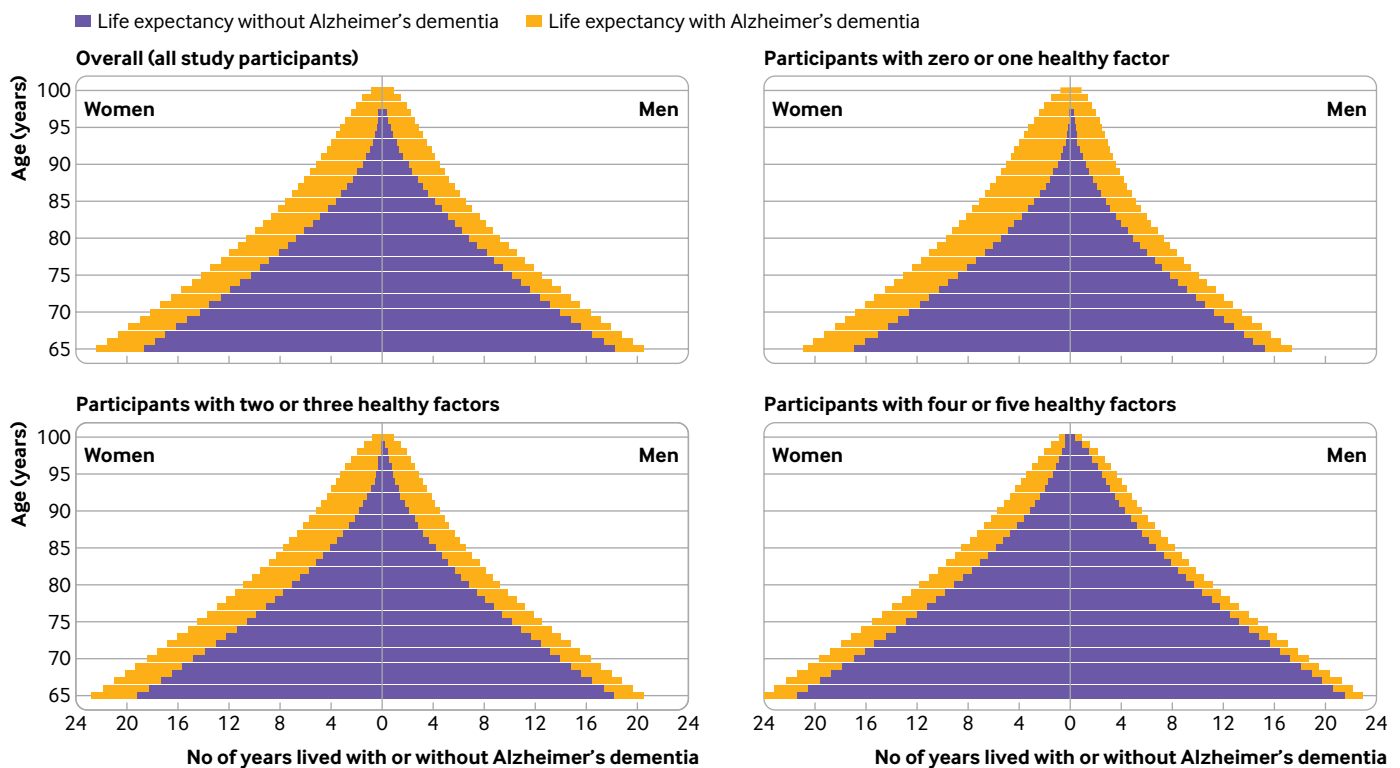 Life expectancy without Alzheimer's dementia
Life expectancy with Alzheimer's dementia
Overall (all study participants)
Participants with zero or one healthy factor
Age (years)
100
95
90
85
80
75
70
65
Women
Men
Women
Men
24 20 16 12 8 4 0 4 8 12 16 20 24
Participants with two or three healthy factors
Participants with four or five healthy factors
Age (years)
100
95
90
85
80
75
70
65
Women
Men
Women
Men
24 20 16 12 8 4 0 4 8 12 16 20 24
No of years lived with or without Alzheimer's dementia
No of years lived with or without Alzheimer's dementia